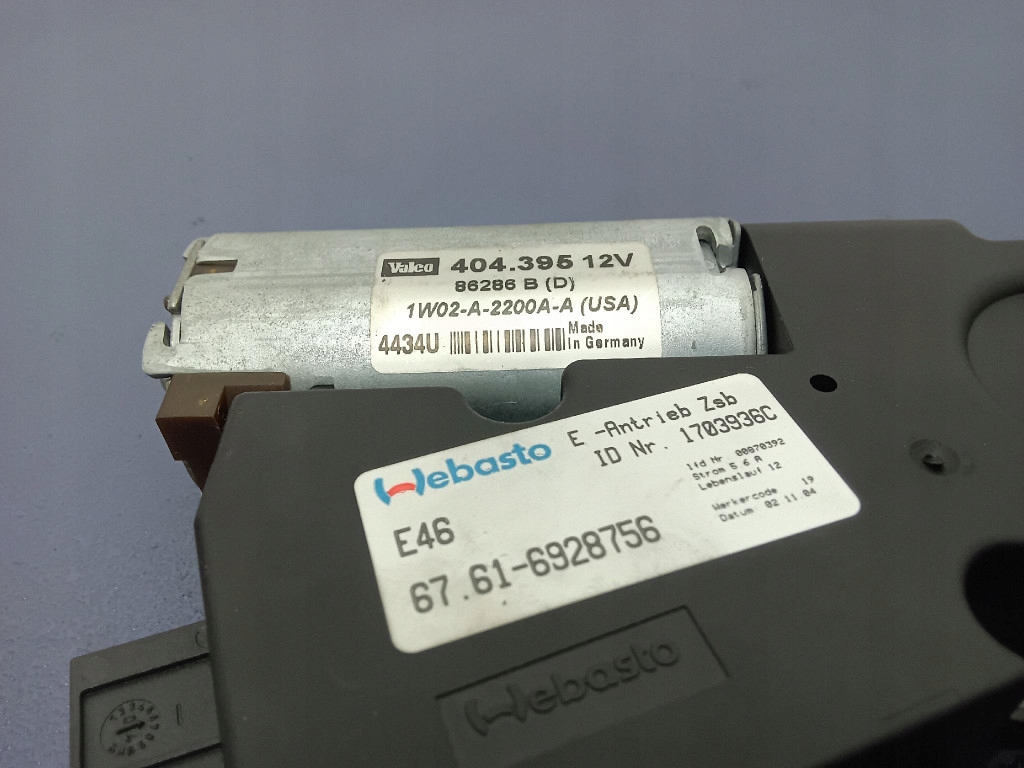 Valeo 404.395 12V
86286 B (D)
1W02-A-2200A-A (USA)
4434U Made in Germany
Webasto E -Antrieb Zsb
ID Nr. 1703936C
lfd Nr 00870392
Strom 5.6 A
Lebenslauf 12
Werkercode 19
Datum 02.11.04
E46
67.61-6928756
Webasto